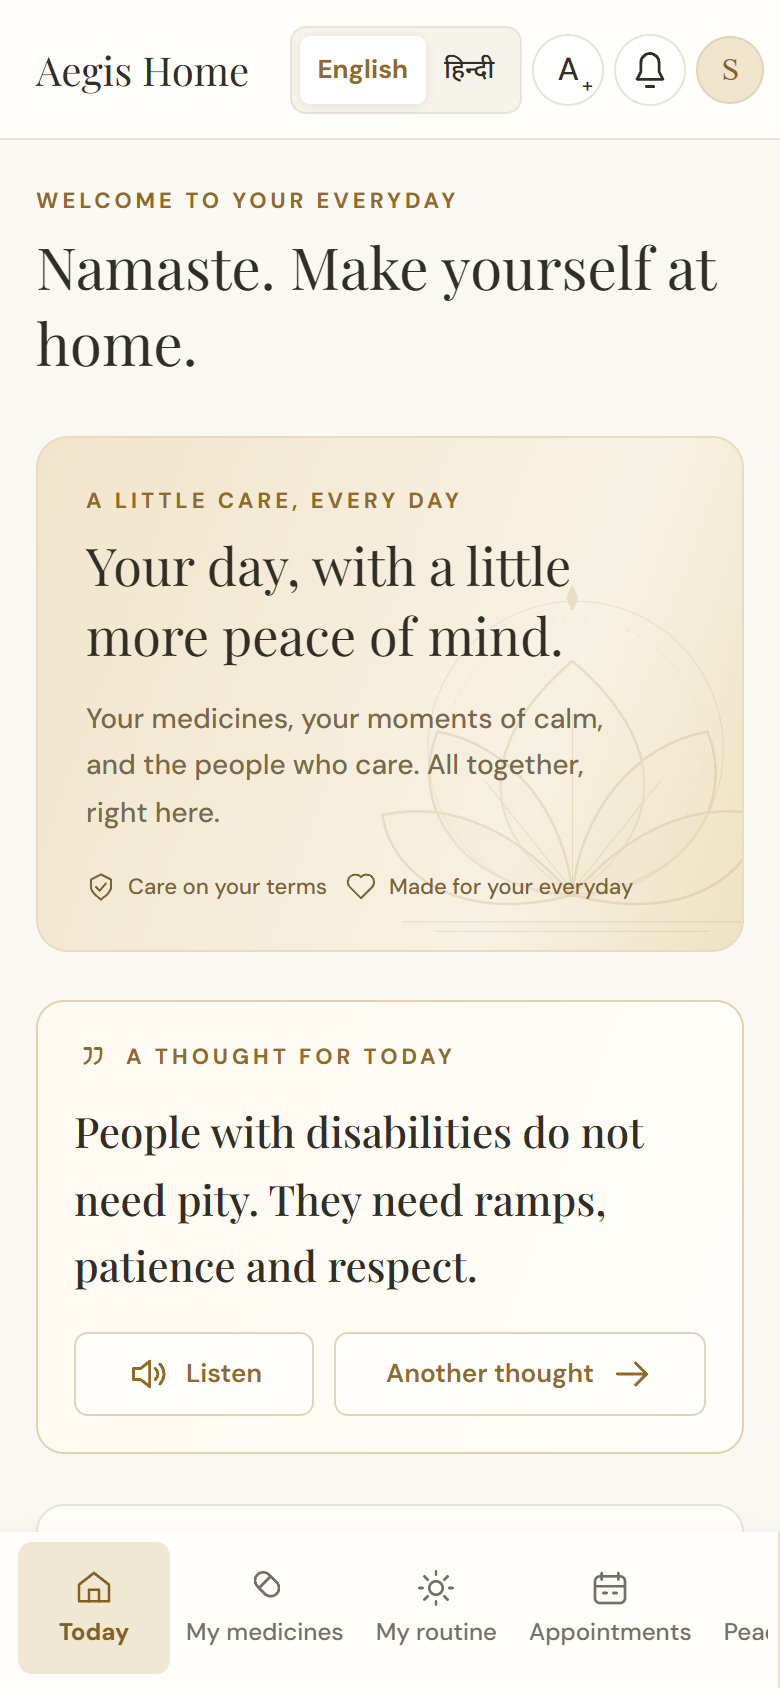 Aegis Home
English
हिन्दी
A+
S
WELCOME TO YOUR EVERYDAY
Namaste. Make yourself at
home.
A LITTLE CARE, EVERY DAY
Your day, with a little
more peace of mind.
Your medicines, your moments of calm,
and the people who care. All together,
right here.
Care on your terms
Made for your everyday
A THOUGHT FOR TODAY
People with disabilities do not
need pity. They need ramps,
patience and respect.
Listen
Another thought
Today
My medicines
My routine
Appointments